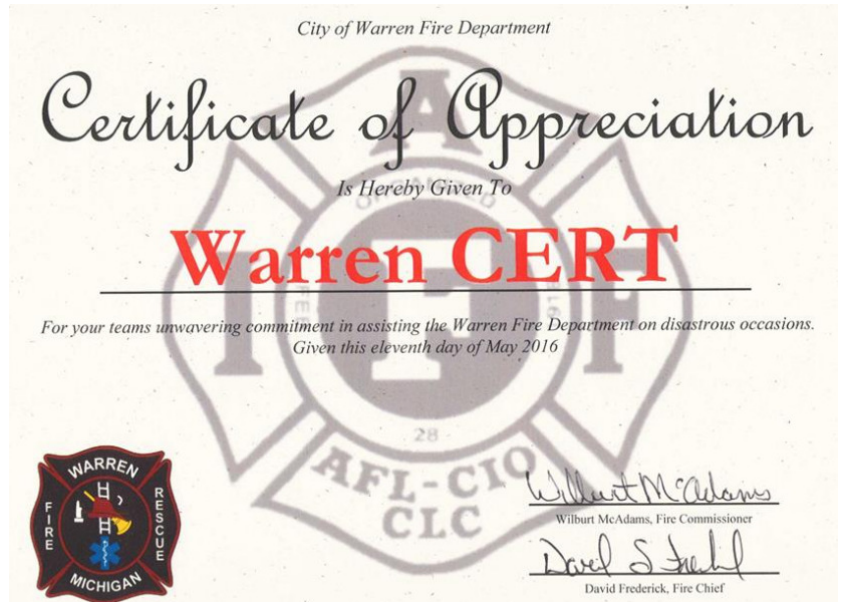 City of Warren Fire Department
Certificate of Appreciation
Is Hereby Given To
Warren CERT
For your teams unwavering commitment in assisting the Warren Fire Department on disastrous occasions.
Given this eleventh day of May 2016
A
I F F
28
AFL-CIO
CLC
WARREN
FIRE
RESCUE
MICHIGAN
Wilburt McAdams
Wilburt McAdams, Fire Commissioner
David S Frederick
David Frederick, Fire Chief